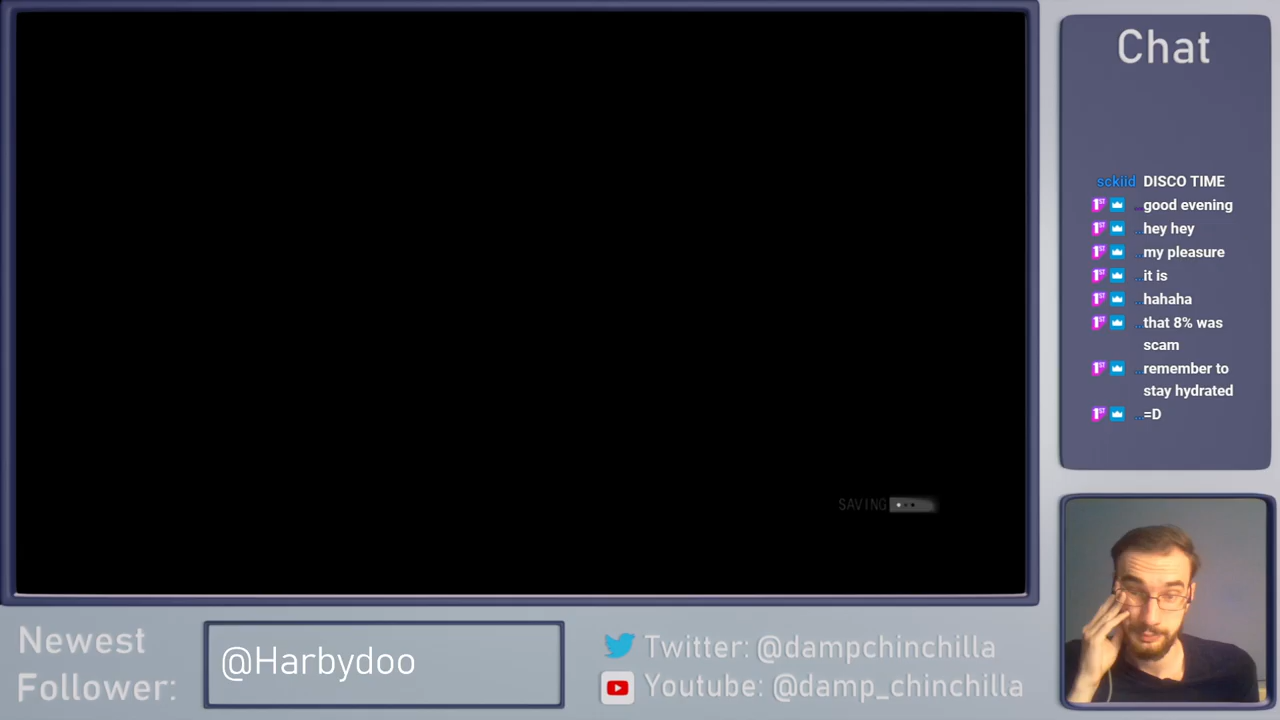 Chat
sckiid DISCO TIME
good evening
hey hey
my pleasure
it is
hahaha
that 8% was
scam
remember to
stay hydrated
=D
SAVING
Newest
Follower:
@Harbydoo
Twitter: @dampchinchilla
Youtube: @damp_chinchilla